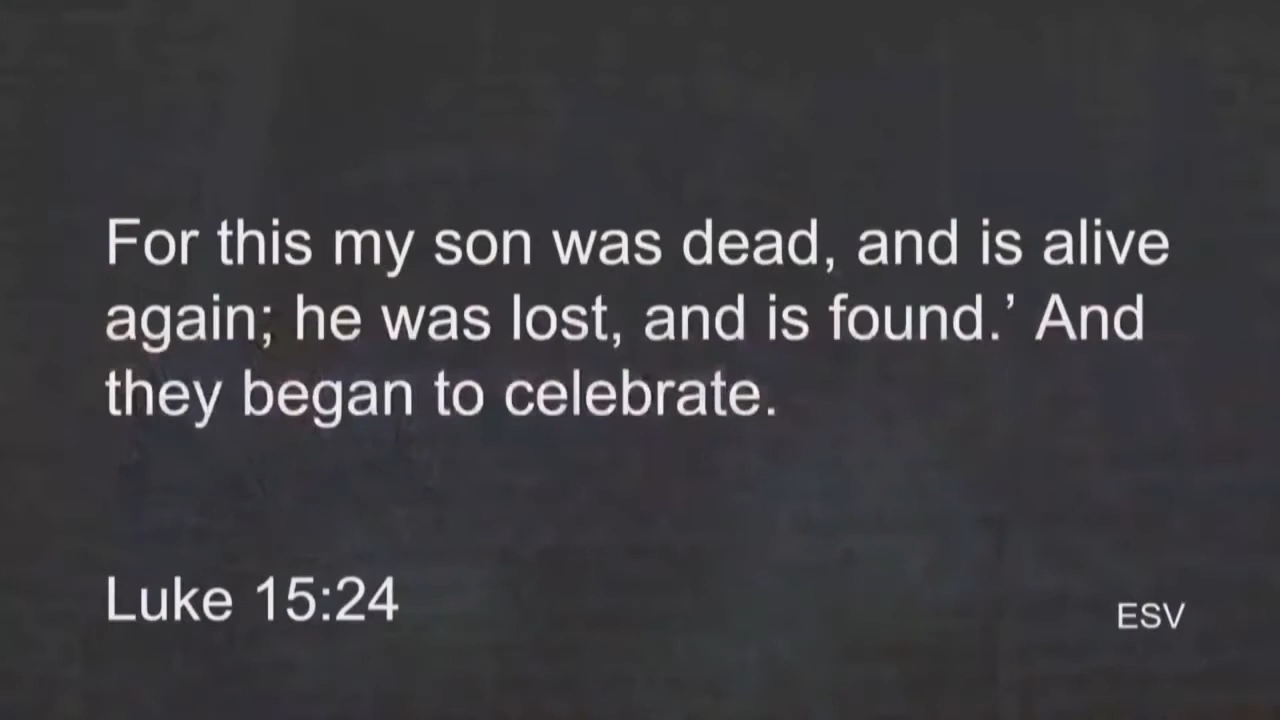 For this my son was dead, and is alive
again; he was lost, and is found.’ And
they began to celebrate.
Luke 15:24
ESV